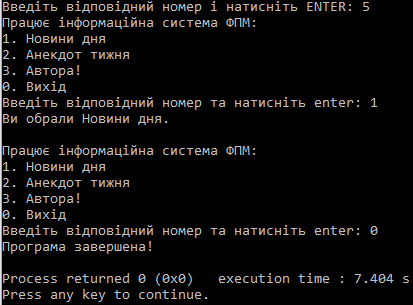 Введіть відповідний номер і натисніть ENTER: 5
Працює інформаційна система ФПМ:
1. Новини дня
2. Анекдот тижня
3. Автора!
0. Вихід
Введіть відповідний номер та натисніть enter: 1
Ви обрали Новини дня.
Працює інформаційна система ФПМ:
1. Новини дня
2. Анекдот тижня
3. Автора!
0. Вихід
Введіть відповідний номер та натисніть enter: 0
Програма завершена!
Process returned 0 (0x0)   execution time : 7.404 s
Press any key to continue.